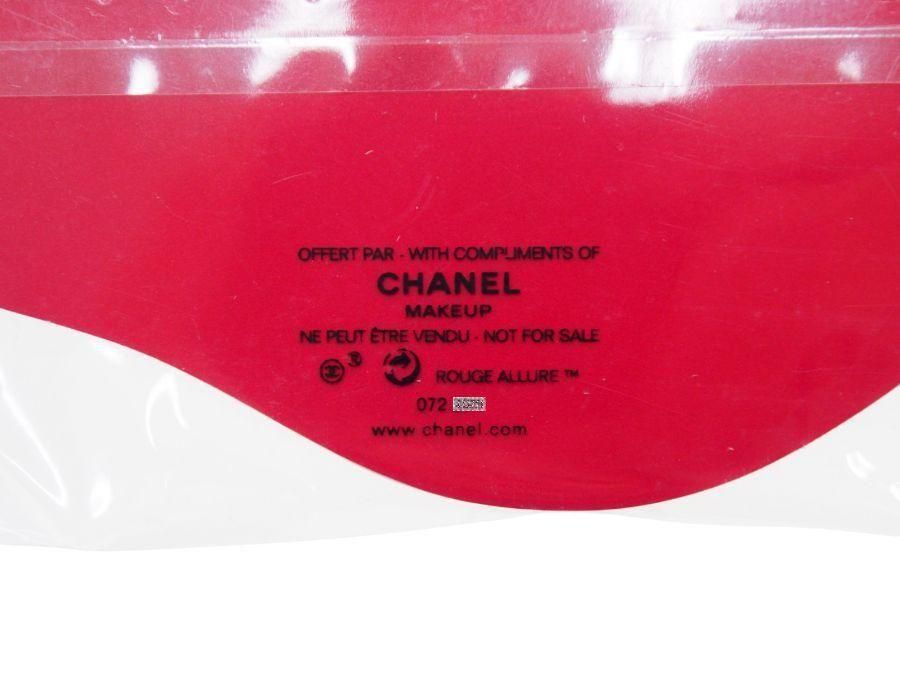 OFFERT PAR - WITH COMPLIMENTS OF
CHANEL
MAKEUP
NE PEUT ÊTRE VENDU - NOT FOR SALE
ROUGE ALLURE ™
072
www.chanel.com